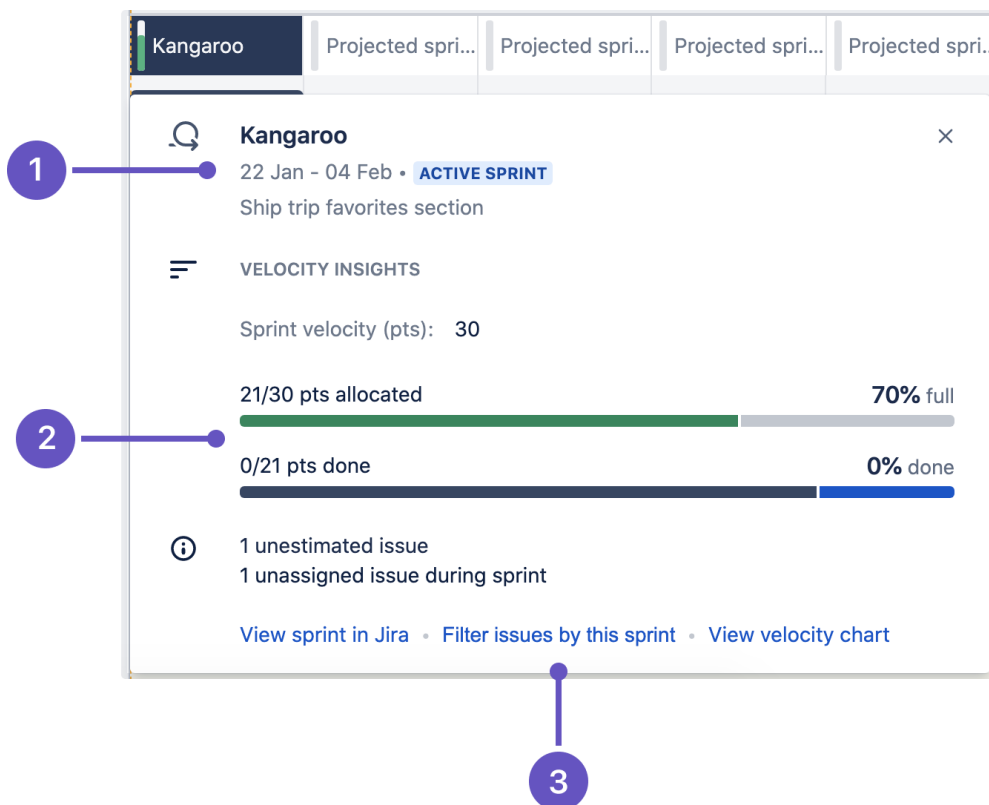 Kangaroo
Projected spri...
Projected spri...
Projected spri...
Projected spri..
Kangaroo
1
22 Jan - 04 Feb • ACTIVE SPRINT
Ship trip favorites section
VELOCITY INSIGHTS
Sprint velocity (pts): 30
21/30 pts allocated 70% full
2
0/21 pts done 0% done
1 unestimated issue
1 unassigned issue during sprint
View sprint in Jira • Filter issues by this sprint • View velocity chart
3